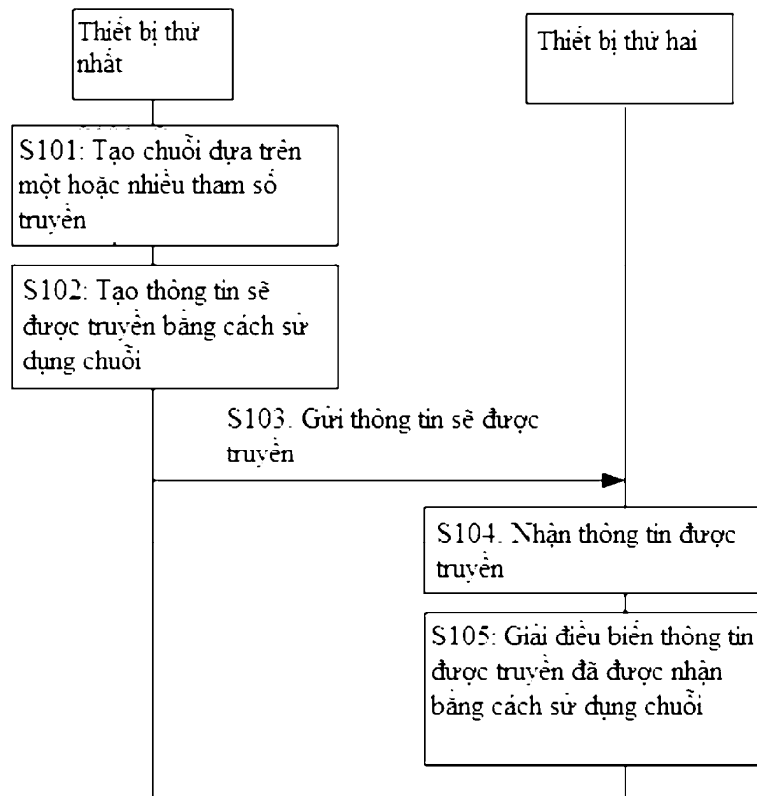 Thiết bị thứ
nhất
Thiết bị thứ hai
S101: Tạo chuỗi dựa trên
một hoặc nhiều tham số
truyền
S102: Tạo thông tin sẽ
được truyền bằng cách sử
dụng chuỗi
S103. Gửi thông tin sẽ được
truyền
S104. Nhận thông tin được
truyền
S105: Giải điều biến thông tin
được truyền đã được nhận
bằng cách sử dụng chuỗi